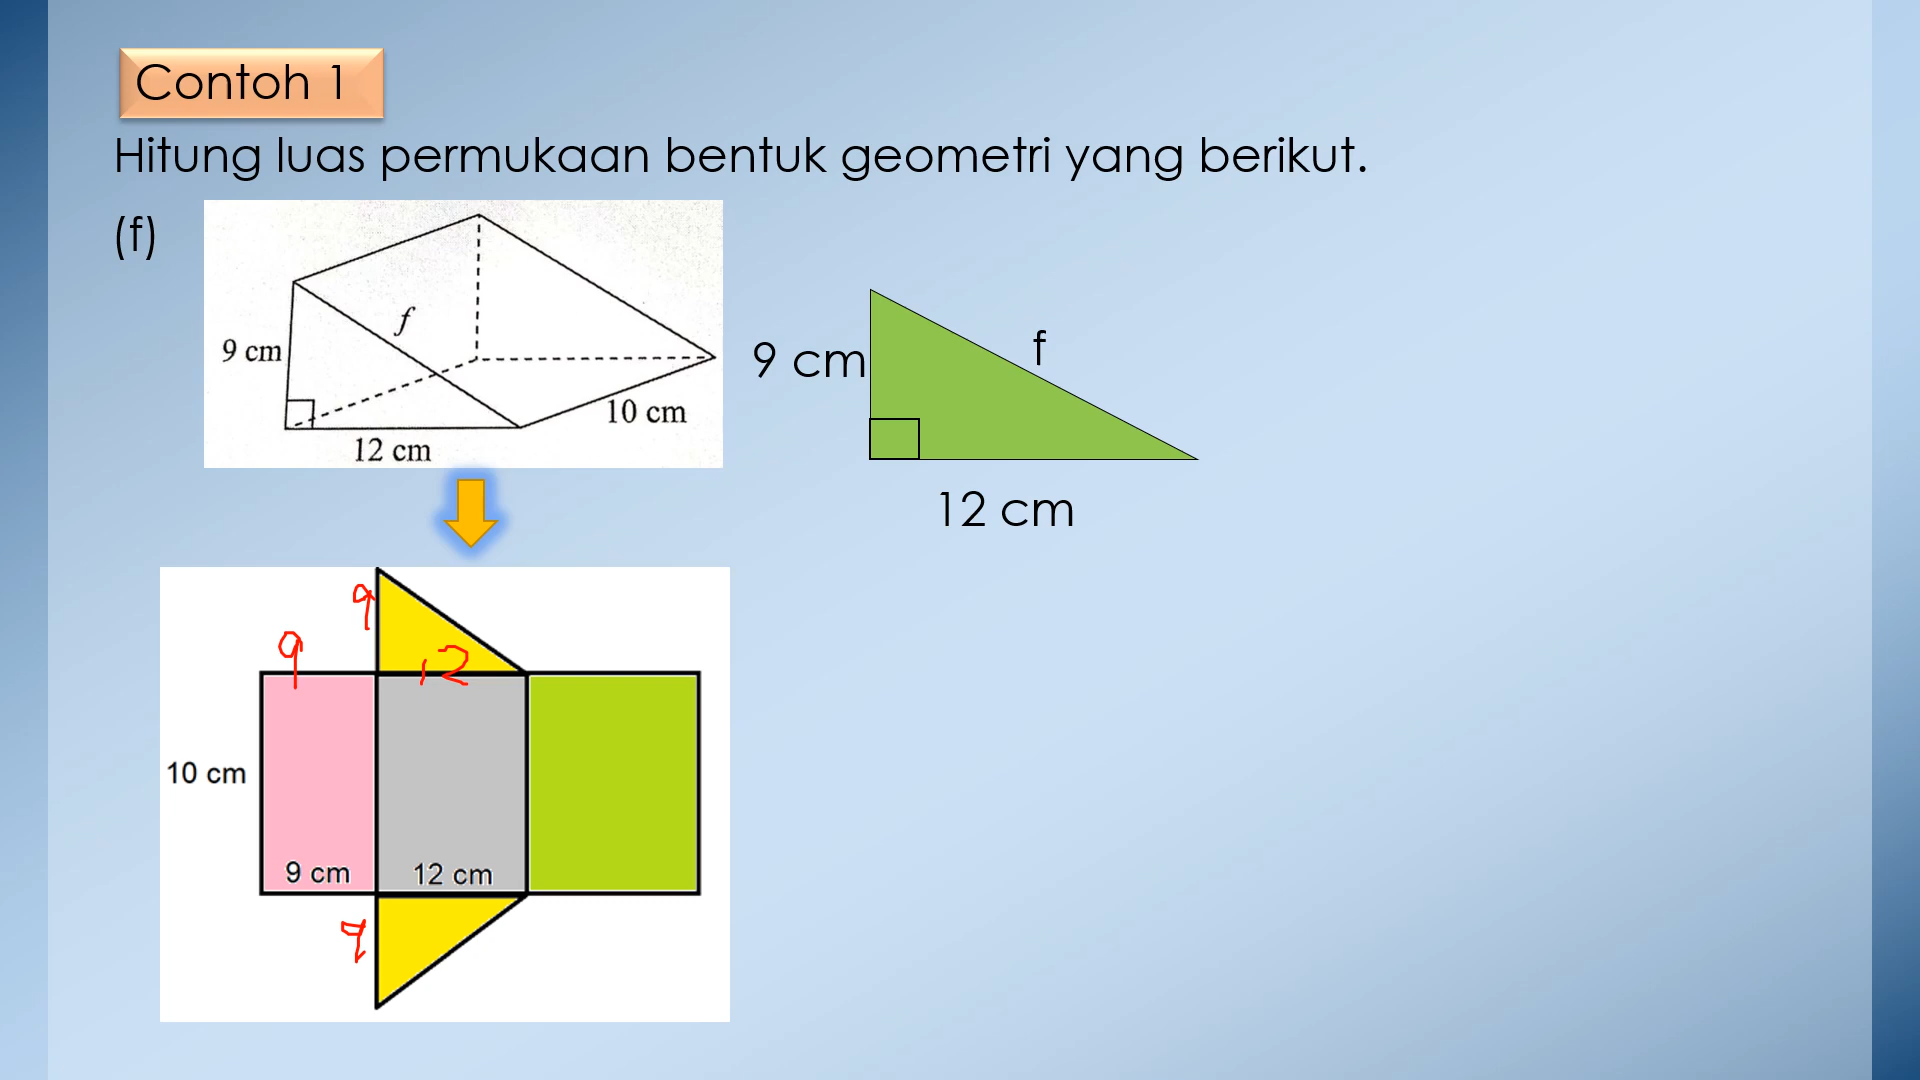 Contoh 1
Hitung luas permukaan bentuk geometri yang berikut.
(f)
f
9 cm
10 cm
12 cm
9 cm
f
12 cm
9
9
12
10 cm
9 cm
12 cm
9